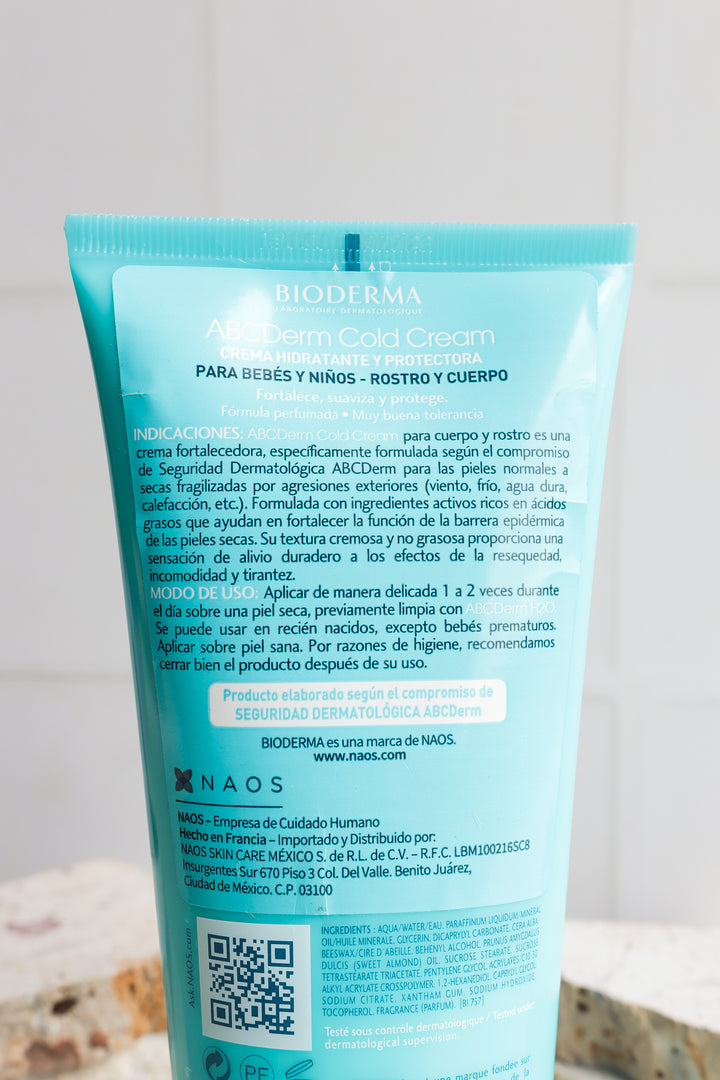 BIODERMA
LABORATOIRE DERMATOLOGIQUE
ABCDerm Cold Cream
CREMA HIDRATANTE Y PROTECTORA
PARA BEBÉS Y NIÑOS - ROSTRO Y CUERPO
Fortalece, suaviza y protege.
Fórmula perfumada • Muy buena tolerancia
INDICACIONES: ABCDerm Cold Cream para cuerpo y rostro es una
crema fortalecedora, específicamente formulada según el compromiso
de Seguridad Dermatológica ABCDerm para las pieles normales a
secas fragilizadas por agresiones exteriores (viento, frío, agua dura,
calefacción, etc.). Formulada con ingredientes activos ricos en ácidos
grasos que ayudan en fortalecer la función de la barrera epidérmica
de las pieles secas. Su textura cremosa y no grasosa proporciona una
sensación de alivio duradero a los efectos de la resequedad,
incomodidad y tirantez.
MODO DE USO: Aplicar de manera delicada 1 a 2 veces durante
el día sobre una piel seca, previamente limpia con ABCDerm H2O
Se puede usar en recién nacidos, excepto bebés prematuros.
Aplicar sobre piel sana. Por razones de higiene, recomendamos
cerrar bien el producto después de su uso.
Producto elaborado según el compromiso de
SEGURIDAD DERMATOLÓGICA ABCDerm
BIODERMA es una marca de NAOS.
www.naos.com
NAOS
NAOS – Empresa de Cuidado Humano
Hecho en Francia – Importado y Distribuido por:
NAOS SKIN CARE MÉXICO S. de R.L. de C.V. – R.F.C. LBM100216SC8
Insurgentes Sur 670 Piso 3 Col. Del Valle. Benito Juárez,
Ciudad de México. C.P. 03100
Ask.NAOS.com
INGREDIENTS : AQUA/WATER/EAU, PARAFFINUM LIQUIDUM/MINERAL
OIL/HUILE MINERALE, GLYCERIN, DICAPRYLYL CARBONATE, CERA ALBA/
BEESWAX/CIRE D'ABEILLE, BEHENYL ALCOHOL, PRUNUS AMYGDALUS
DULCIS (SWEET ALMOND) OIL, SUCROSE STEARATE, SUCROSE
TETRASTEARATE TRIACETATE, PENTYLENE GLYCOL, ACRYLATES/C10-30
ALKYL ACRYLATE CROSSPOLYMER, 1,2-HEXANEDIOL, CAPRYLYL GLYCOL,
SODIUM CITRATE, XANTHAN GUM, SODIUM HYDROXIDE,
TOCOPHEROL, FRAGRANCE (PARFUM). [BI 757]
Testé sous contrôle dermatologique / Tested under
dermatological supervision.
PE
une marque fondée sur
de la